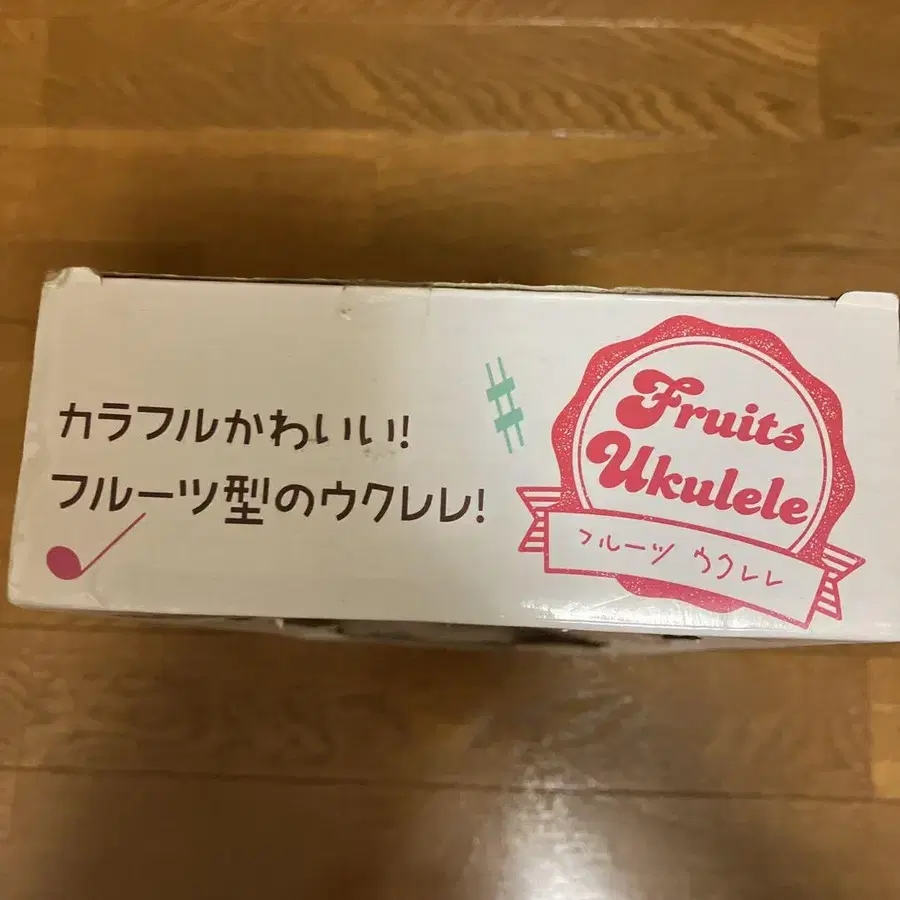 カラフルかわいい!
フルーツ型のウクレレ!
Fruits
Ukulele
フルーツ ウクレレ